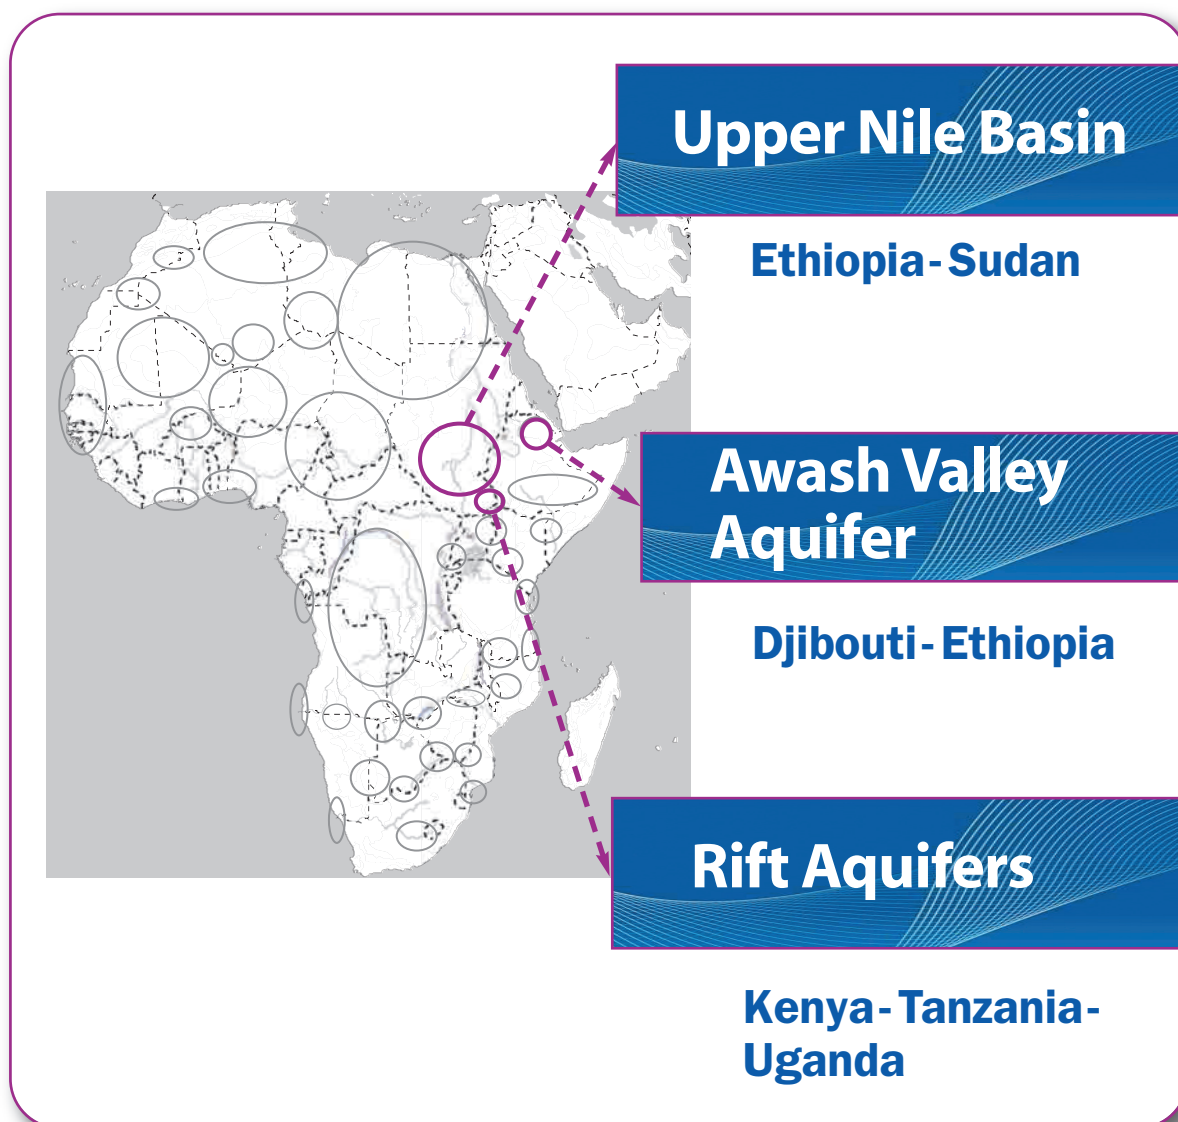 Upper Nile Basin
Ethiopia-Sudan
Awash Valley
Aquifer
Djibouti-Ethiopia
Rift Aquifers
Kenya-Tanzania-
Uganda